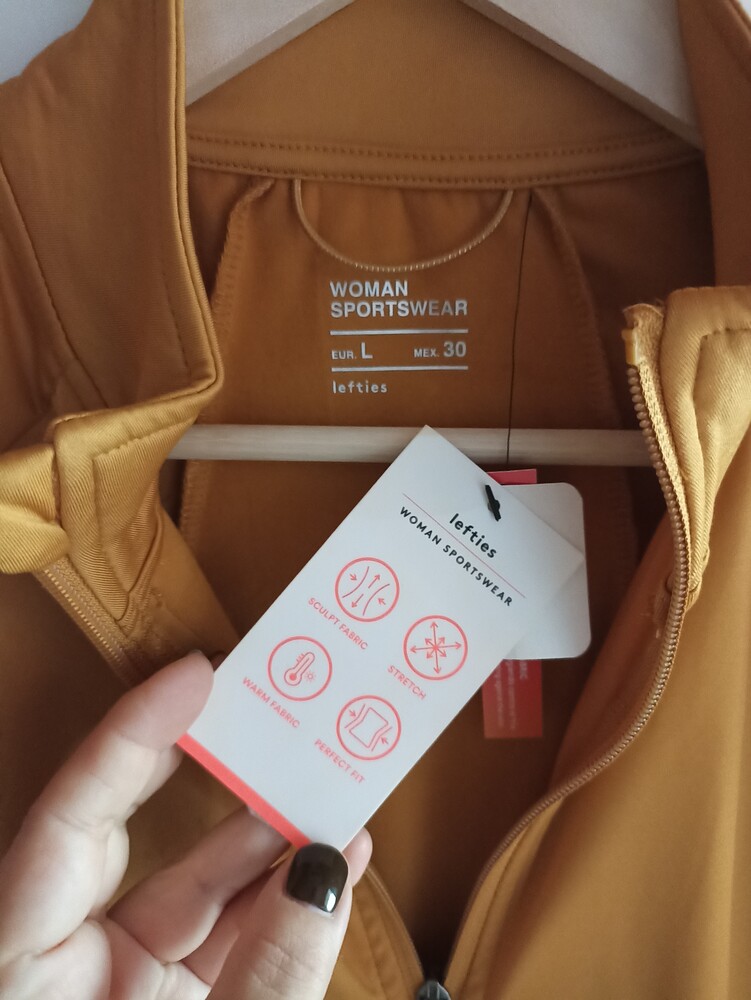 WOMAN
SPORTSWEAR
EUR. L MEX. 30
lefties
lefties
WOMAN SPORTSWEAR
SCULPT FABRIC
STRETCH
WARM FABRIC
PERFECT FIT